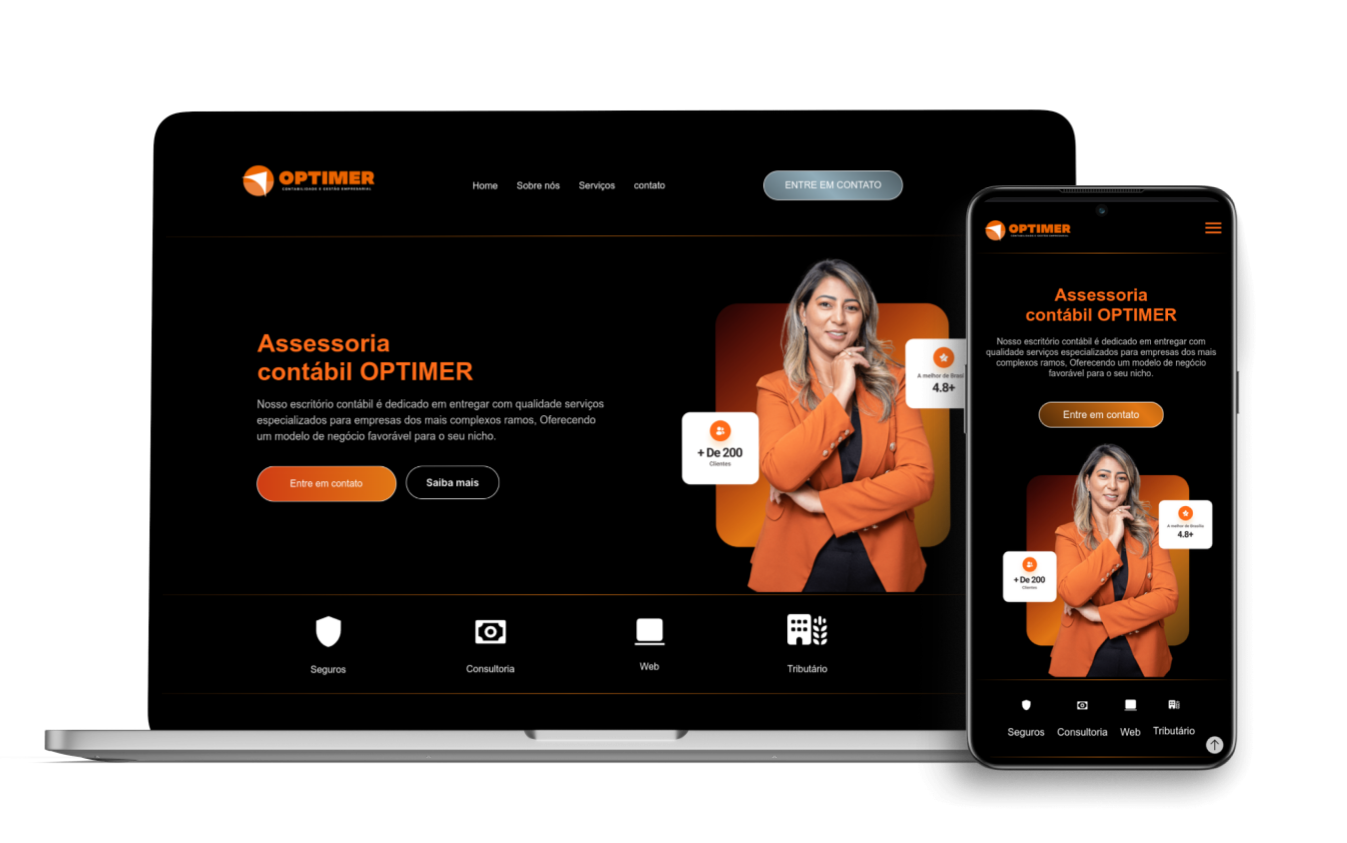 OPTIMER
CONTABILIDADE E GESTÃO EMPRESARIAL
Home
Sobre nós
Serviços
contato
ENTRE EM CONTATO
Assessoria
contábil OPTIMER
Nosso escritório contábil é dedicado em entregar com qualidade serviços
especializados para empresas dos mais complexos ramos, Oferecendo
um modelo de negócio favorável para o seu nicho.
Entre em contato
Saiba mais
A melhor de Brasíl
4.8+
+ De 200
Clientes
Seguros
Consultoria
Web
Tributário
OPTIMER
CONTABILIDADE E GESTÃO EMPRESARIAL
Assessoria
contábil OPTIMER
Nosso escritório contábil é dedicado em entregar com
qualidade serviços especializados para empresas dos mais
complexos ramos, Oferecendo um modelo de negócio
favorável para o seu nicho.
Entre em contato
A melhor de Brasília
4.8+
+ De 200
Clientes
Seguros
Consultoria
Web
Tributário